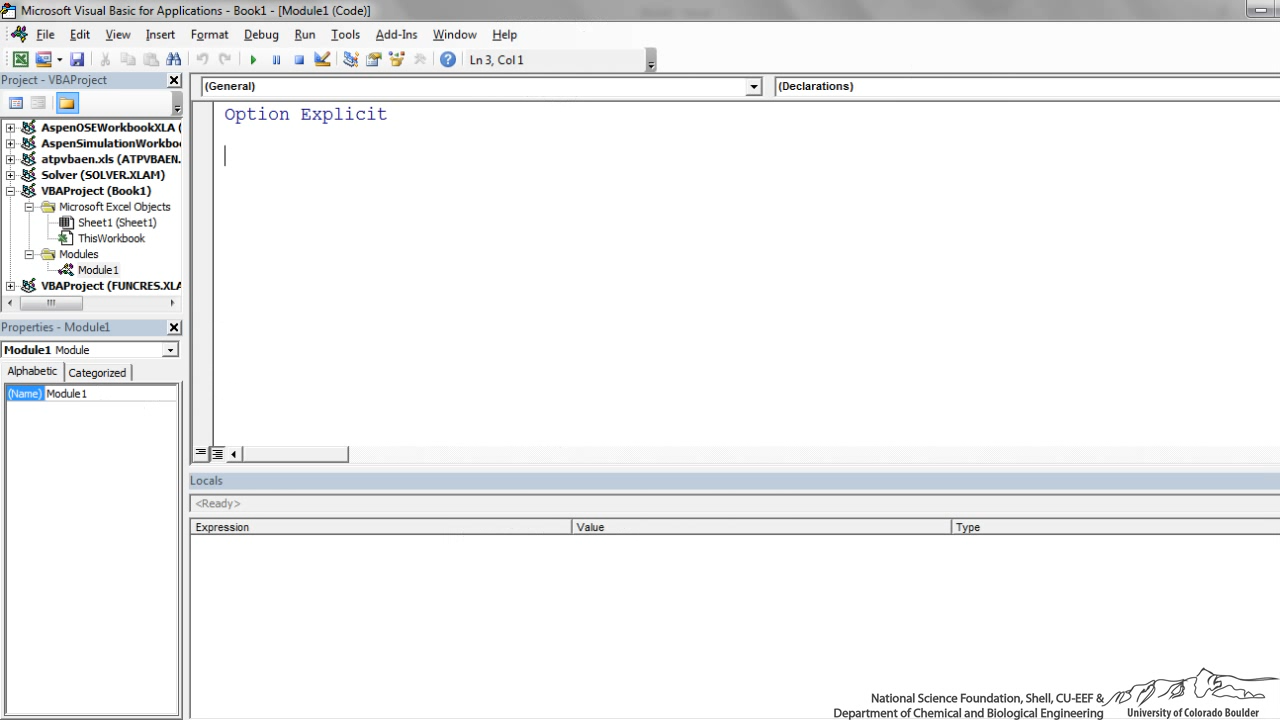 Microsoft Visual Basic for Applications - Book1 - [Module1 (Code)]
File Edit View Insert Format Debug Run Tools Add-Ins Window Help
Ln 3, Col 1
Project - VBAProject
(General)
(Declarations)
Option Explicit
AspenOSEWorkbookXLA (
AspenSimulationWorkbo
atpvbaen.xls (ATPVBAEN.
Solver (SOLVER.XLAM)
VBAProject (Book1)
Microsoft Excel Objects
Sheet1 (Sheet1)
ThisWorkbook
Modules
Module1
VBAProject (FUNCRES.XLA
Properties - Module1
Module1 Module
Alphabetic Categorized
(Name) Module1
Locals
<Ready>
Expression Value Type
National Science Foundation, Shell, CU-EEF &
Department of Chemical and Biological Engineering
University of Colorado Boulder